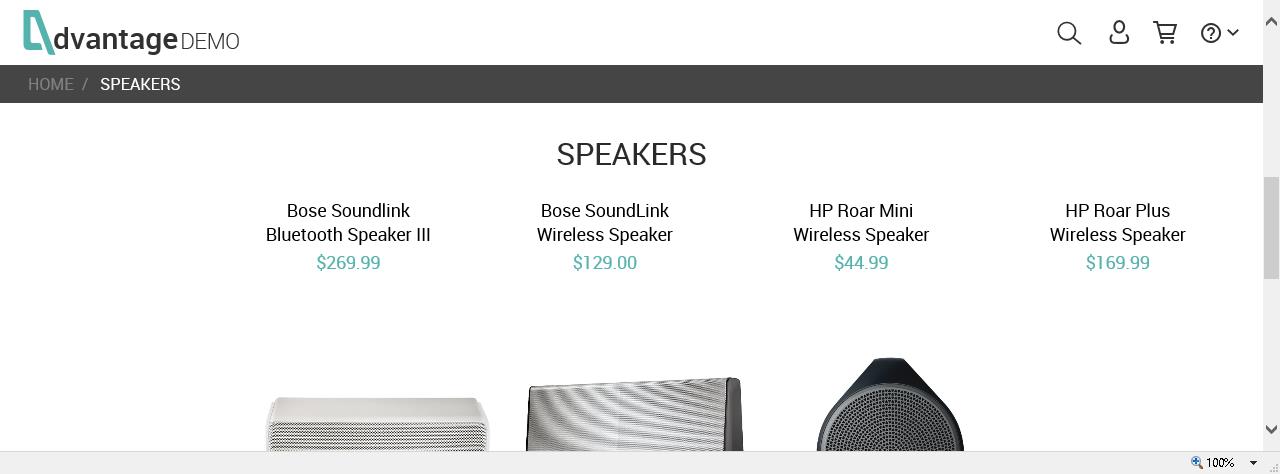 dvantage DEMO
HOME / SPEAKERS
SPEAKERS
Bose Soundlink
Bluetooth Speaker III
$269.99
Bose SoundLink
Wireless Speaker
$129.00
HP Roar Mini
Wireless Speaker
$44.99
HP Roar Plus
Wireless Speaker
$169.99
100%